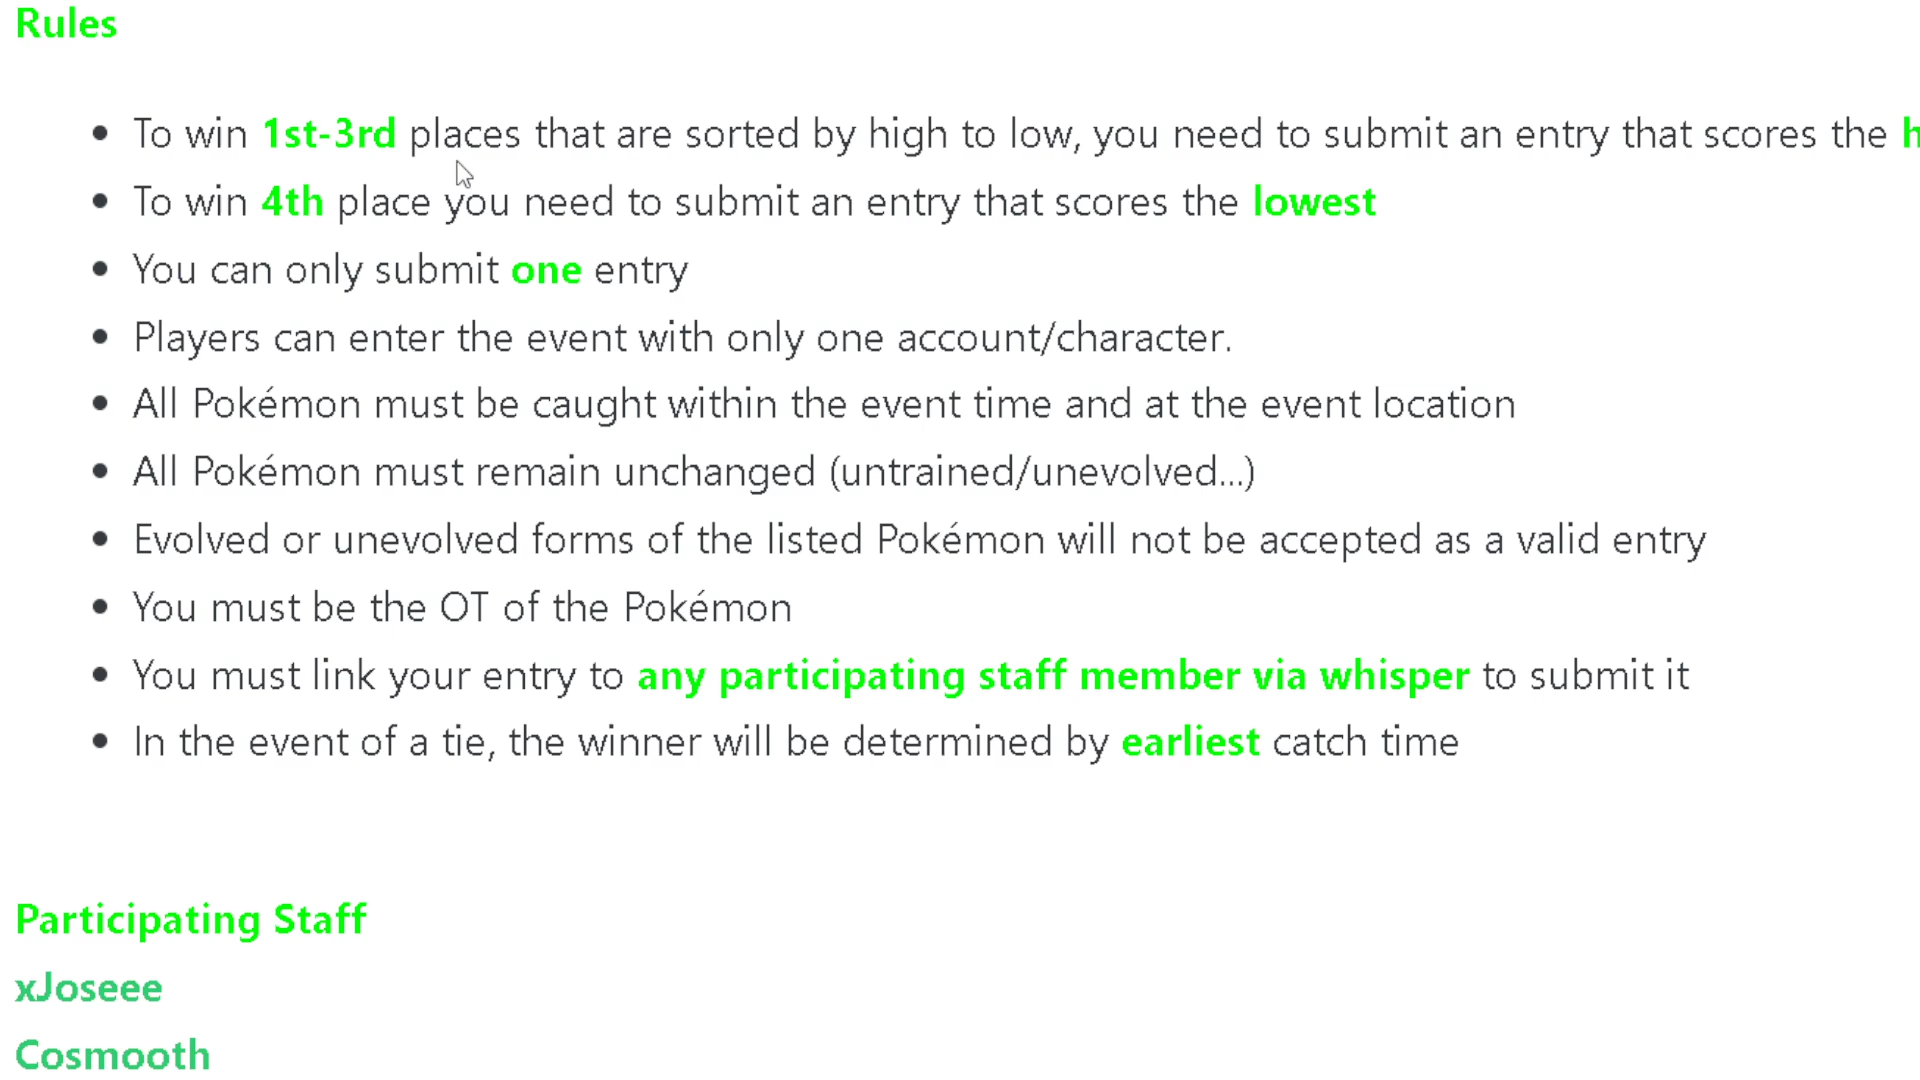 Rules
To win 1st-3rd places that are sorted by high to low, you need to submit an entry that scores the
To win 4th place you need to submit an entry that scores the lowest
You can only submit one entry
Players can enter the event with only one account/character.
All Pokémon must be caught within the event time and at the event location
All Pokémon must remain unchanged (untrained/unevolved...)
Evolved or unevolved forms of the listed Pokémon will not be accepted as a valid entry
You must be the OT of the Pokémon
You must link your entry to any participating staff member via whisper to submit it
In the event of a tie, the winner will be determined by earliest catch time
Participating Staff
xJoseee
Cosmooth